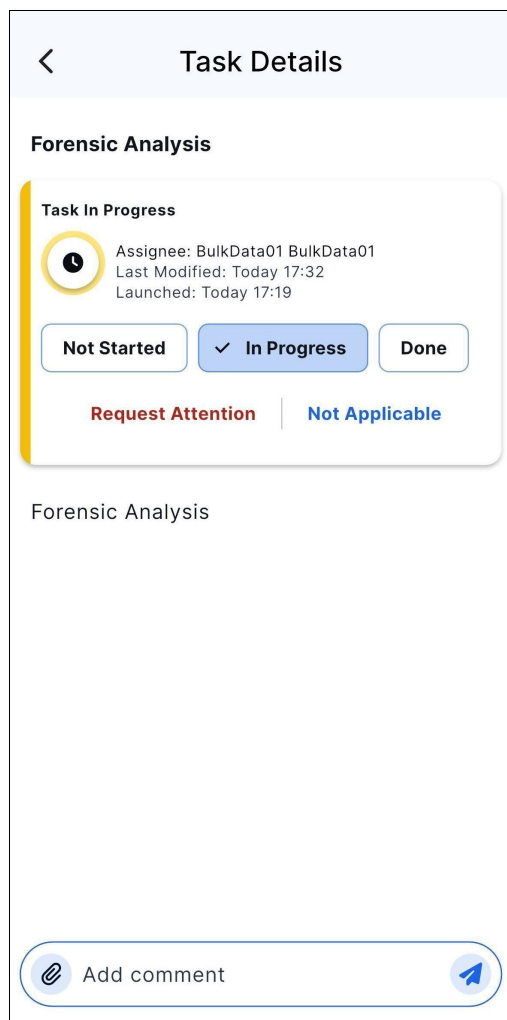 Task Details
Forensic Analysis
Task In Progress
Assignee: BulkData01 BulkData01
Last Modified: Today 17:32
Launched: Today 17:19
Not Started
In Progress
Done
Request Attention
Not Applicable
Forensic Analysis
Add comment